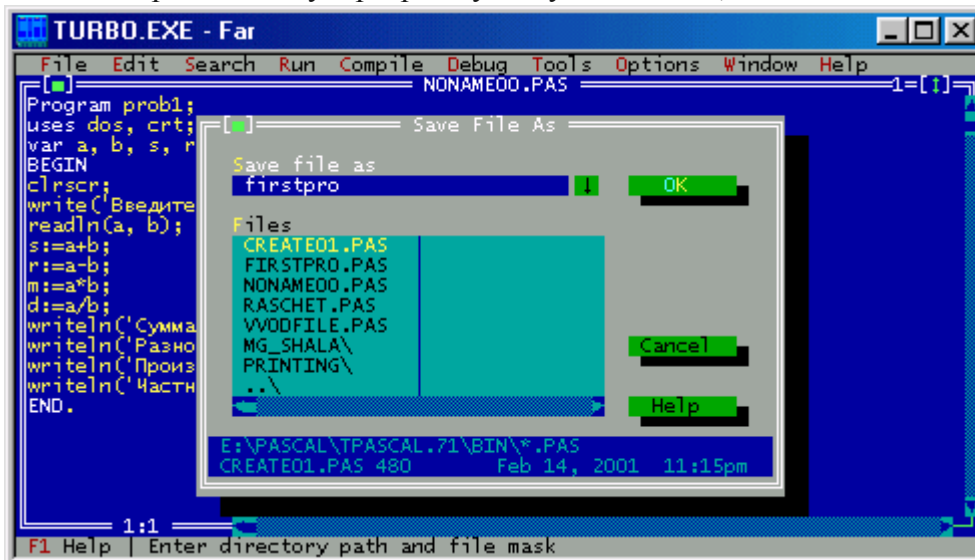 TURBO.EXE - Far
File Edit Search Run Compile Debug Tools Options Window Help
NONAME00.PAS 1=[↕]
Program prob1;
uses dos, crt;
var a, b, s, r
BEGIN
clrscr;
write('Введите
readln(a, b);
s:=a+b;
r:=a-b;
m:=a*b;
d:=a/b;
writeln('Сумма
writeln('Разно
writeln('Произ
writeln('Частн
END.
Save File As
Save file as
firstpro
OK
Files
CREATE01.PAS
FIRSTPRO.PAS
NONAME00.PAS
RASCHET.PAS
VVODFILE.PAS
MG_SHALA\
PRINTING\
..\
Cancel
Help
E:\PASCAL\TPASCAL.71\BIN\*.PAS
CREATE01.PAS 480 Feb 14, 2001 11:15pm
1:1
F1 Help | Enter directory path and file mask